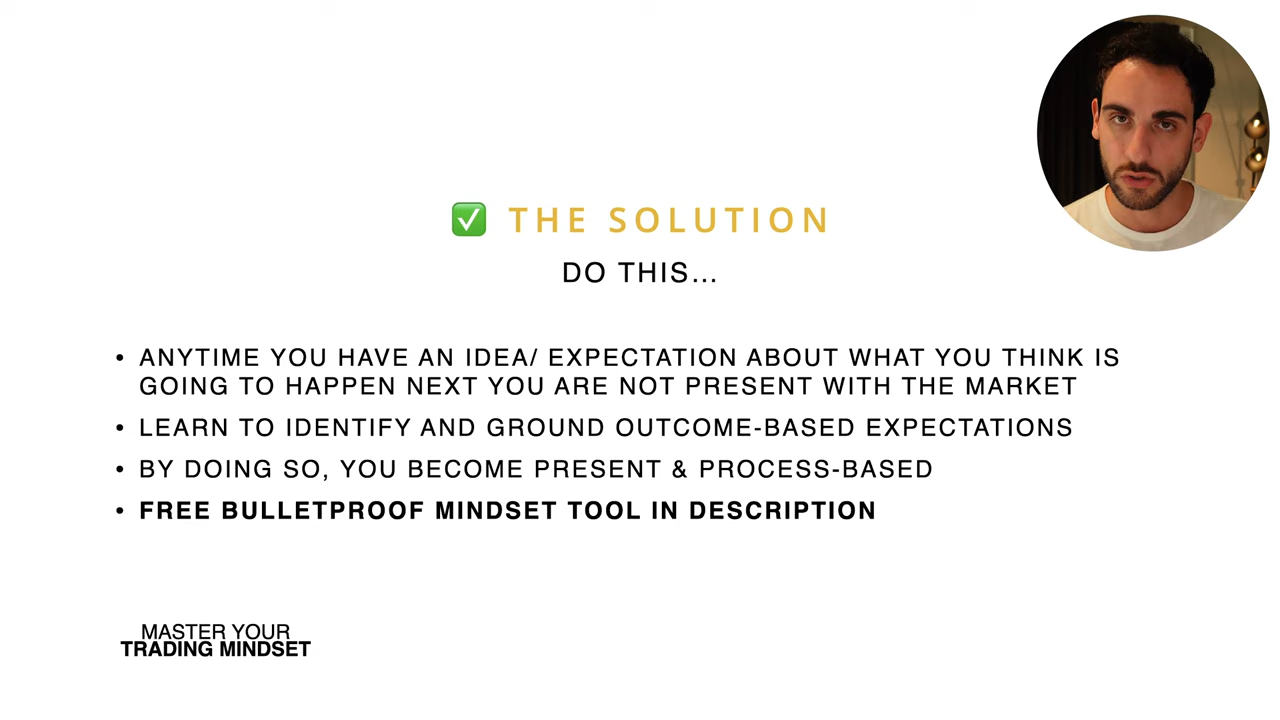 ✅ THE SOLUTION
DO THIS...
• ANYTIME YOU HAVE AN IDEA/ EXPECTATION ABOUT WHAT YOU THINK IS
GOING TO HAPPEN NEXT YOU ARE NOT PRESENT WITH THE MARKET
• LEARN TO IDENTIFY AND GROUND OUTCOME-BASED EXPECTATIONS
• BY DOING SO, YOU BECOME PRESENT & PROCESS-BASED
• FREE BULLETPROOF MINDSET TOOL IN DESCRIPTION
MASTER YOUR
TRADING MINDSET